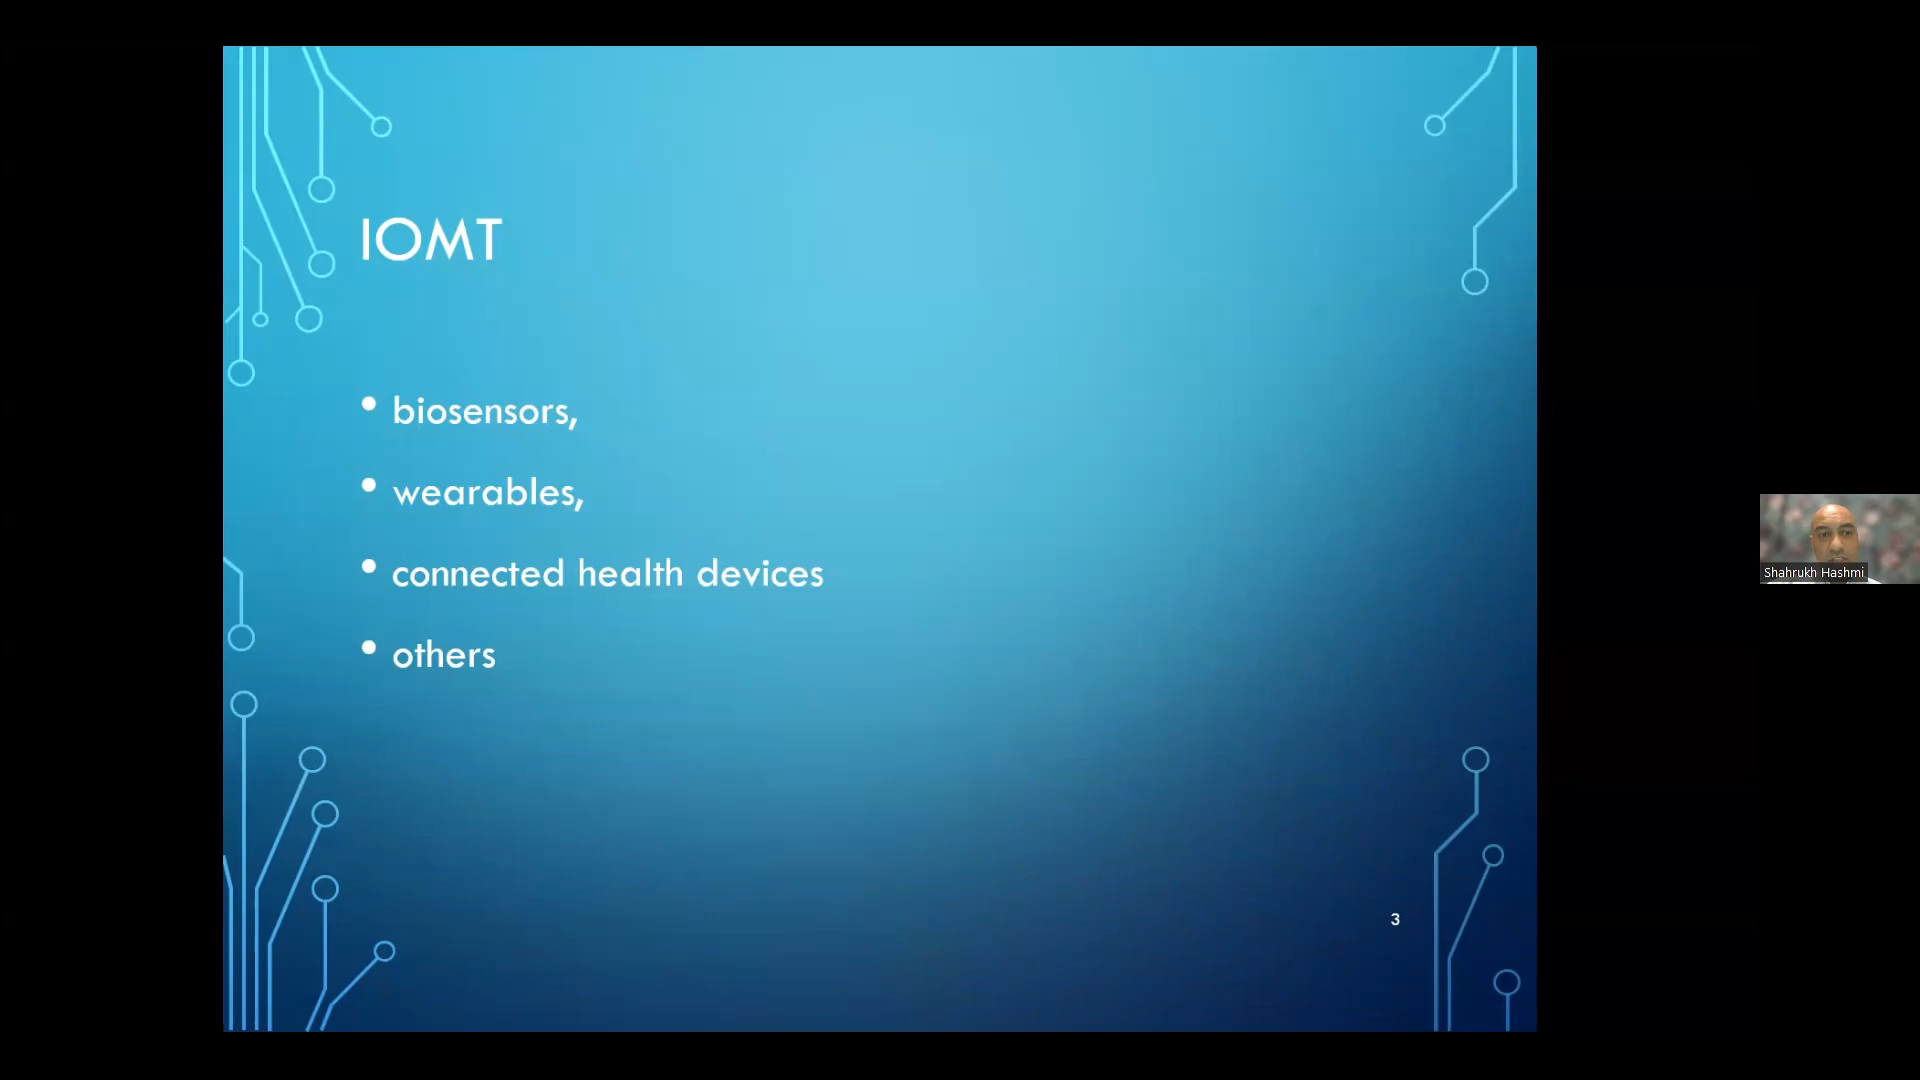 IOMT
• biosensors,
• wearables,
• connected health devices
• others
3
Shahrukh Hashmi